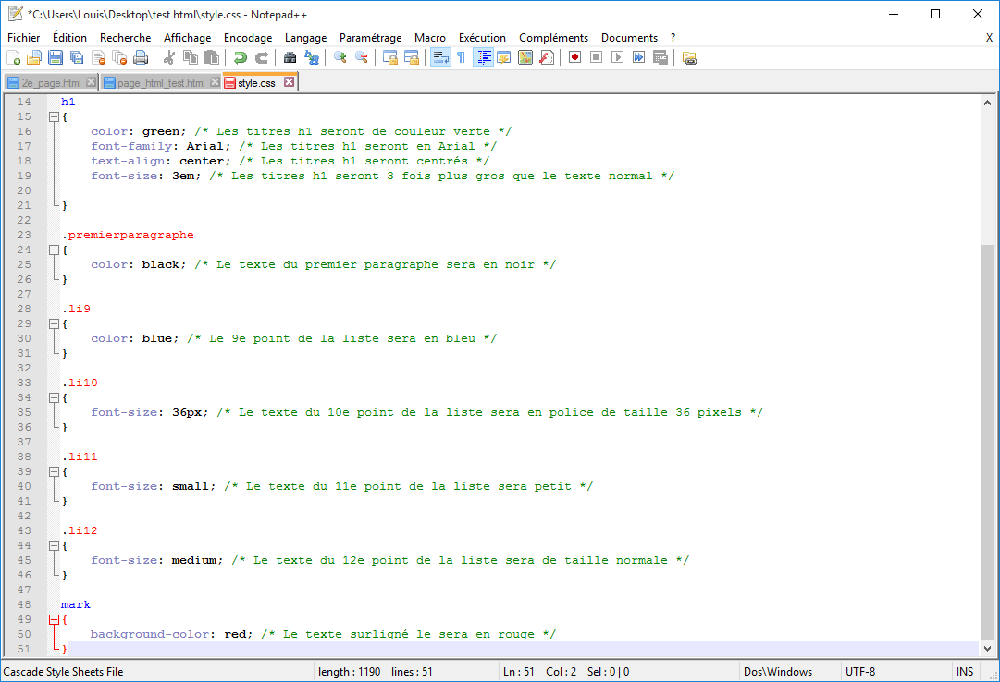 *C:\Users\Louis\Desktop\test html\style.css - Notepad++
Fichier Édition Recherche Affichage Encodage Langage Paramétrage Macro Exécution Compléments Documents ? X
2e_page.html page_html_test.html style.css
14 h1
15 {
16 color: green; /* Les titres h1 seront de couleur verte */
17 font-family: Arial; /* Les titres h1 seront en Arial */
18 text-align: center; /* Les titres h1 seront centrés */
19 font-size: 3em; /* Les titres h1 seront 3 fois plus gros que le texte normal */
20
21 }
22
23 .premierparagraphe
24 {
25 color: black; /* Le texte du premier paragraphe sera en noir */
26 }
27
28 .li9
29 {
30 color: blue; /* Le 9e point de la liste sera en bleu */
31 }
32
33 .li10
34 {
35 font-size: 36px; /* Le texte du 10e point de la liste sera en police de taille 36 pixels */
36 }
37
38 .li11
39 {
40 font-size: small; /* Le texte du 11e point de la liste sera petit */
41 }
42
43 .li12
44 {
45 font-size: medium; /* Le texte du 12e point de la liste sera de taille normale */
46 }
47
48 mark
49 {
50 background-color: red; /* Le texte surligné le sera en rouge */
51 }
Cascade Style Sheets File length : 1190 lines : 51 Ln : 51 Col : 2 Sel : 0 | 0 Dos\Windows UTF-8 INS